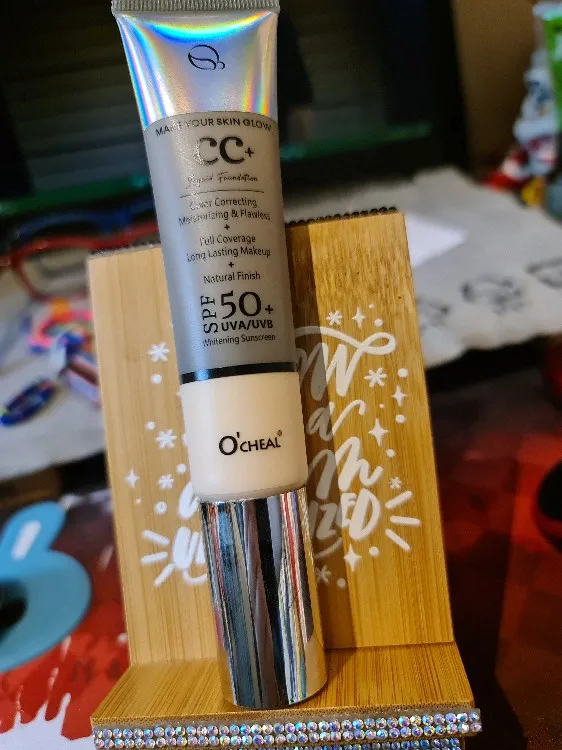 MAKE YOUR SKIN GLOW
CC+
Liquid Foundation
Color Correcting
Moisturizing & Flawless
+
Full Coverage
Long Lasting Makeup
+
Natural Finish
SPF 50+
UVA/UVB
Whitening Sunscreen
O'CHEAL®